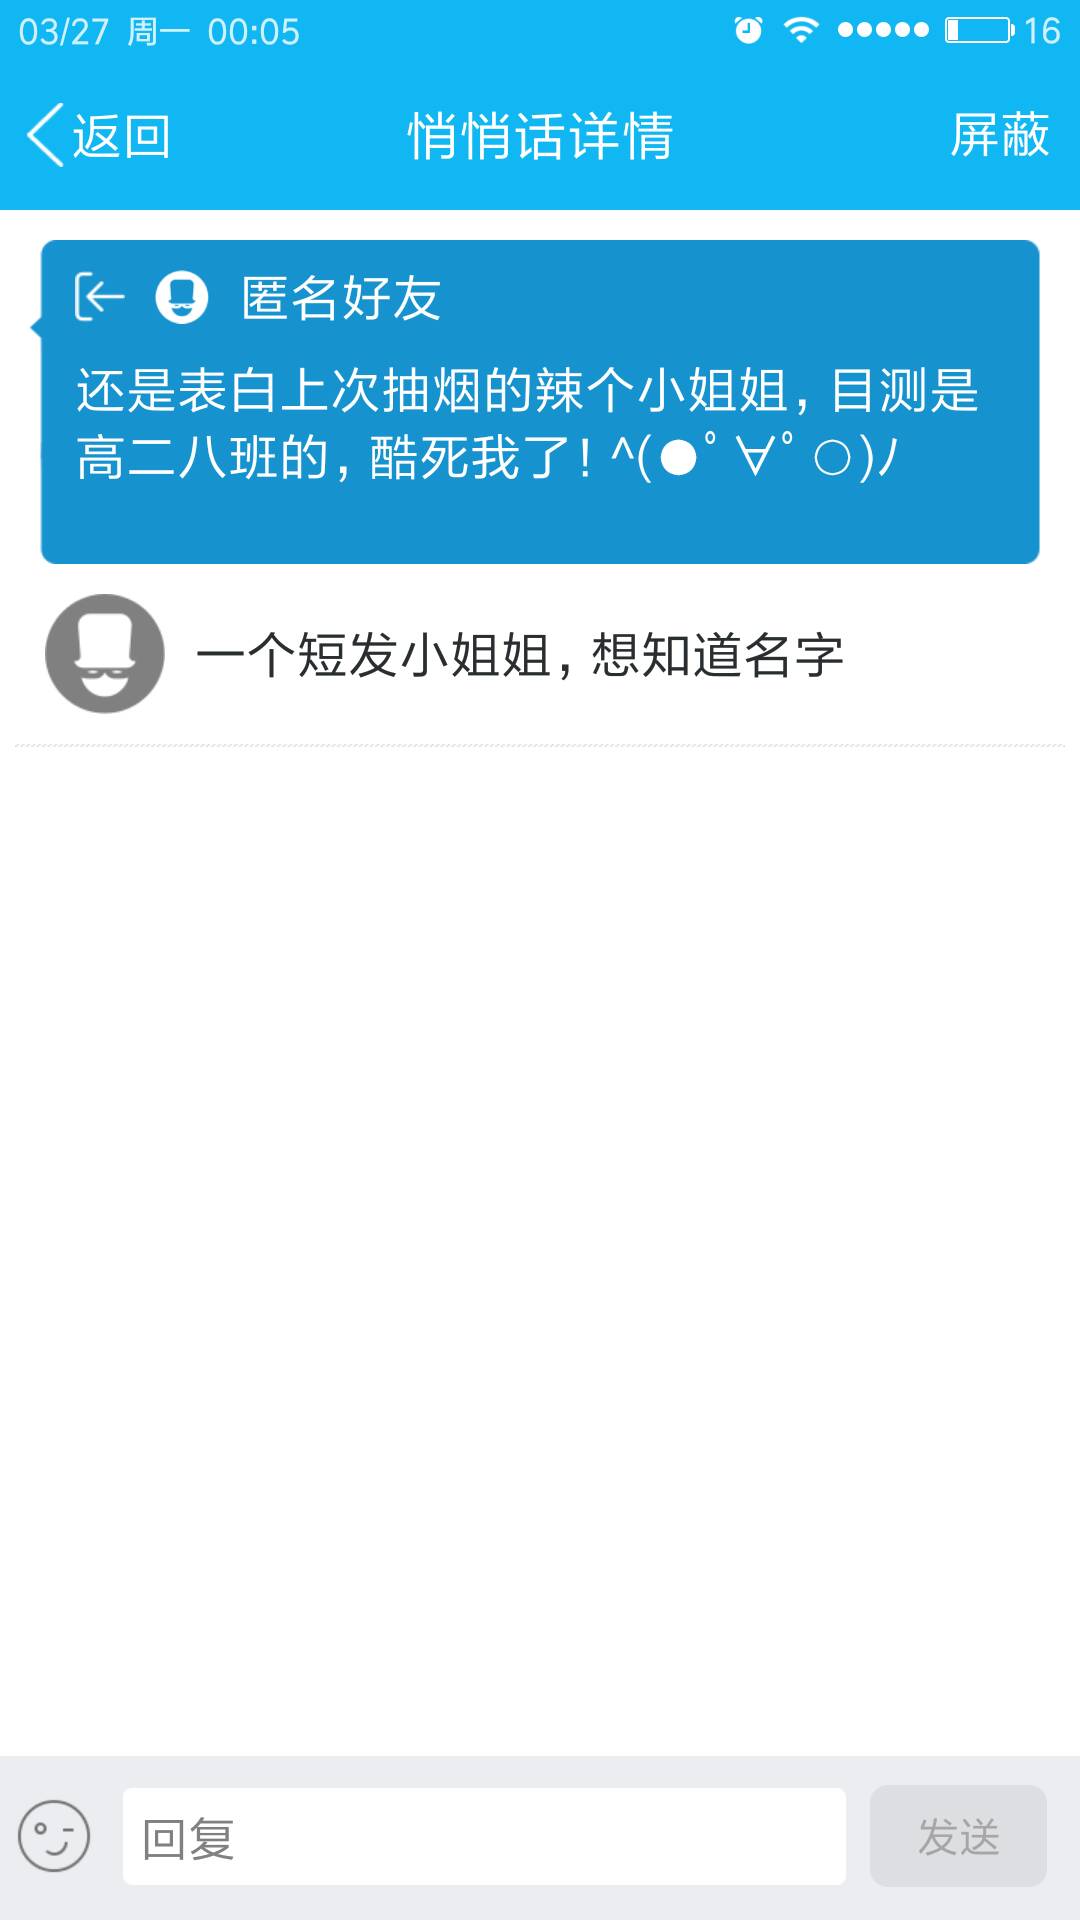 03/27 周一 00:05
16
返回
悄悄话详情
屏蔽
匿名好友
还是表白上次抽烟的辣个小姐姐，目测是
高二八班的，酷死我了！^(●ﾟ∀ﾟ○)ﾉ
一个短发小姐姐，想知道名字
回复
发送